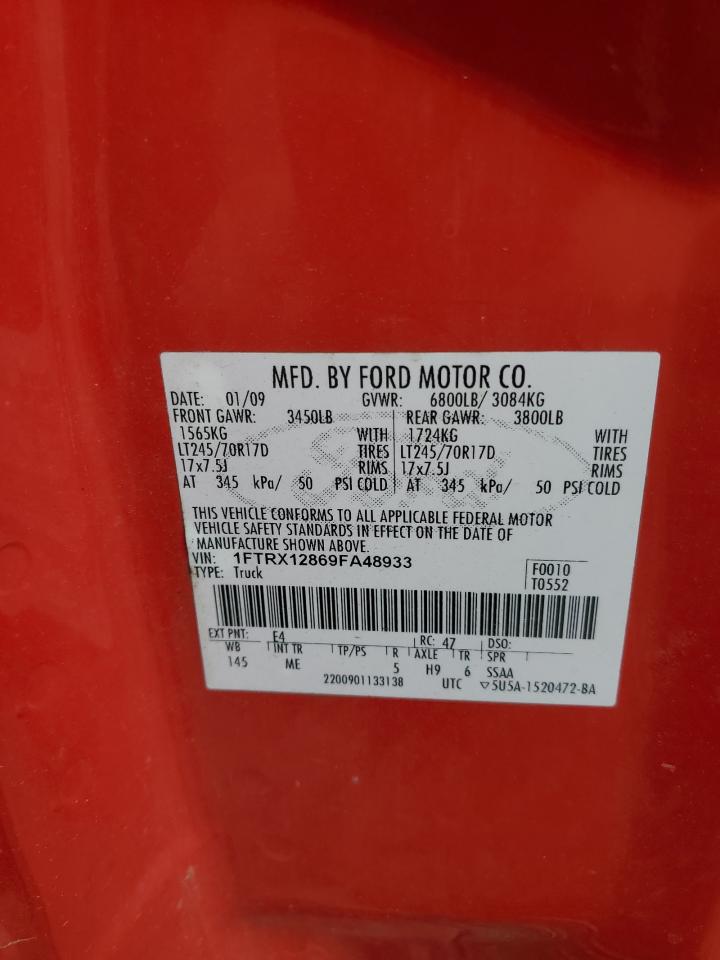 MFD. BY FORD MOTOR CO.
DATE: 01/09 GVWR: 6800LB/ 3084KG
FRONT GAWR: 3450LB REAR GAWR: 3800LB
1565KG WITH 1724KG WITH
LT245/70R17D TIRES LT245/70R17D TIRES
17x7.5J RIMS 17x7.5J RIMS
AT 345 kPa/ 50 PSI COLD AT 345 kPa/ 50 PSI COLD
THIS VEHICLE CONFORMS TO ALL APPLICABLE FEDERAL MOTOR
VEHICLE SAFETY STANDARDS IN EFFECT ON THE DATE OF
MANUFACTURE SHOWN ABOVE.
VIN: 1FTRX12869FA48933 F0010
TYPE: Truck T0552
EXT PNT: E4 RC: 47 DSO:
WB INT TR TP/PS R AXLE TR SPR
145 ME 5 H9 6 SSAA
2200901133138 UTC ▽5U5A-1520472-BA